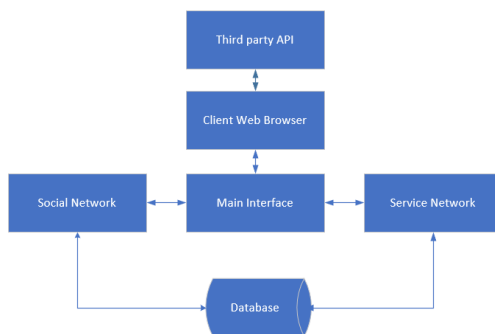 Third party API
Client Web Browser
Social Network
Main Interface
Service Network
Database